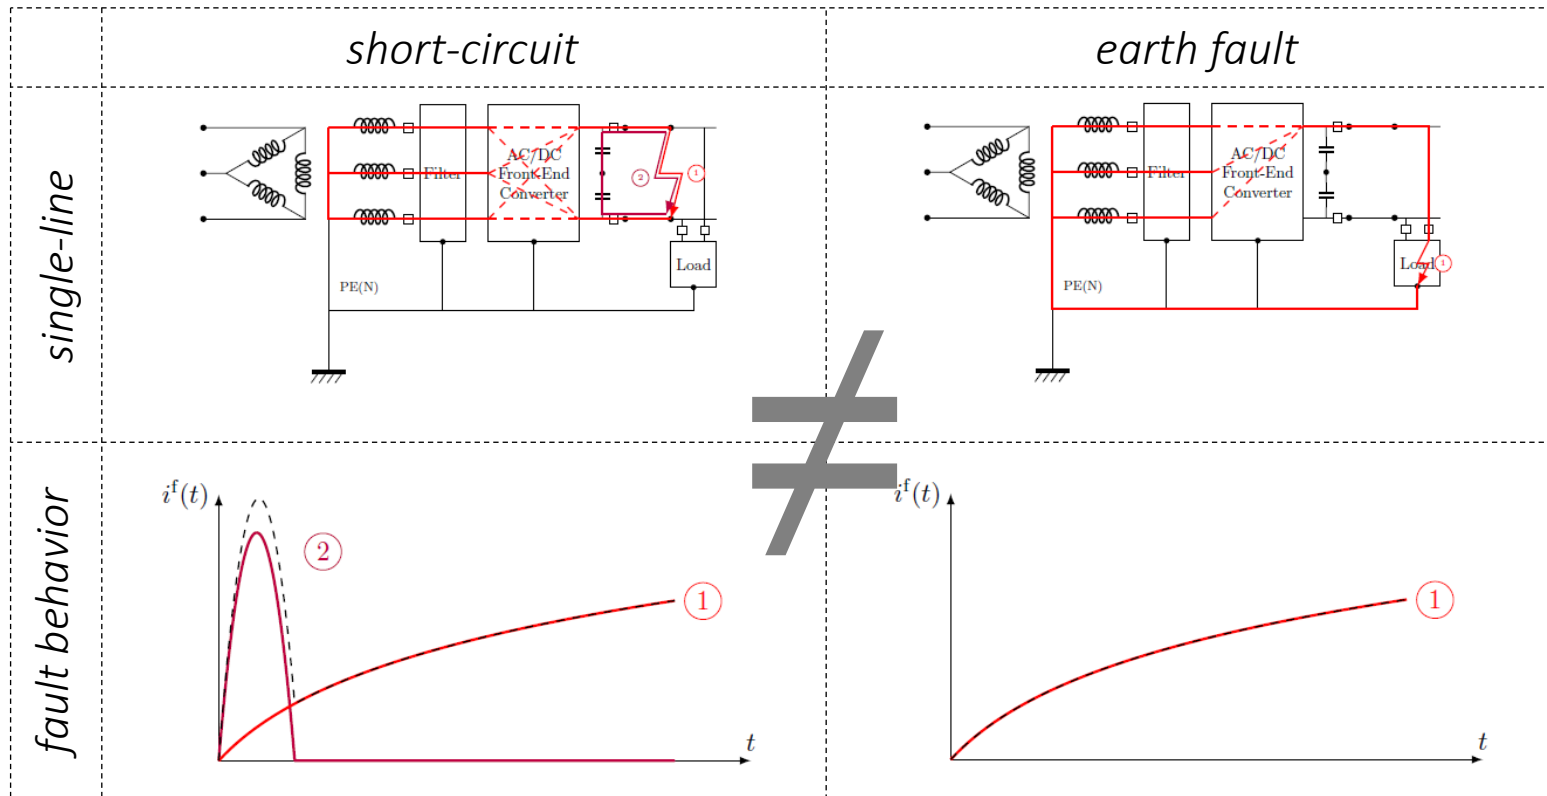 short-circuit
earth fault
single-line
Filter
AC/DC
Front-End
Converter
2
1
Load
PE(N)
Filter
AC/DC
Front-End
Converter
Load
1
PE(N)
≠
fault behavior
i^f(t)
2
1
t
i^f(t)
1
t